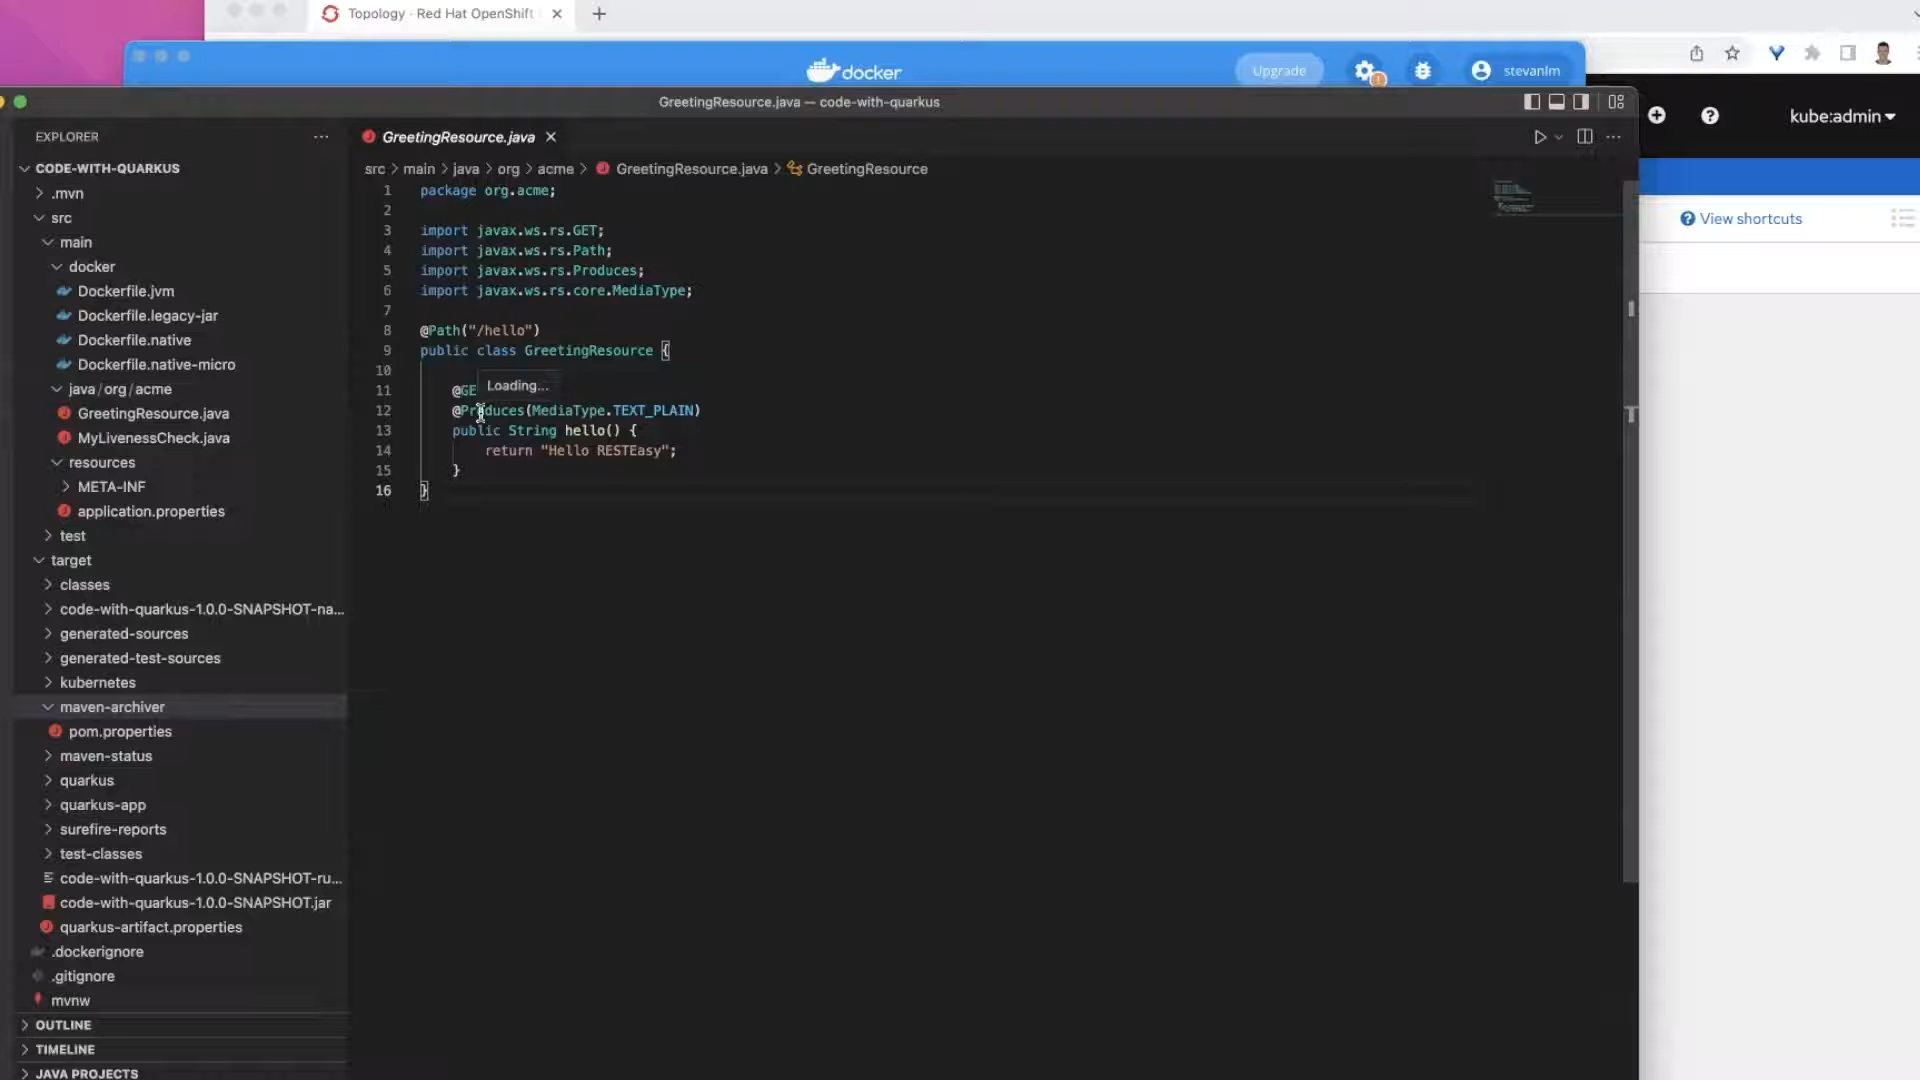 Topology · Red Hat OpenShift
docker
Upgrade
stevanlm
GreetingResource.java — code-with-quarkus
kube:admin
View shortcuts
EXPLORER
CODE-WITH-QUARKUS
.mvn
src
main
docker
Dockerfile.jvm
Dockerfile.legacy-jar
Dockerfile.native
Dockerfile.native-micro
java/org/acme
GreetingResource.java
MyLivenessCheck.java
resources
META-INF
application.properties
test
target
classes
code-with-quarkus-1.0.0-SNAPSHOT-na...
generated-sources
generated-test-sources
kubernetes
maven-archiver
pom.properties
maven-status
quarkus
quarkus-app
surefire-reports
test-classes
code-with-quarkus-1.0.0-SNAPSHOT-ru...
code-with-quarkus-1.0.0-SNAPSHOT.jar
quarkus-artifact.properties
.dockerignore
.gitignore
mvnw
OUTLINE
TIMELINE
JAVA PROJECTS
GreetingResource.java
src > main > java > org > acme > GreetingResource.java > GreetingResource
1 package org.acme;
2
3 import javax.ws.rs.GET;
4 import javax.ws.rs.Path;
5 import javax.ws.rs.Produces;
6 import javax.ws.rs.core.MediaType;
7
8 @Path("/hello")
9 public class GreetingResource {
10
11 @GE
Loading...
12 @Produces(MediaType.TEXT_PLAIN)
13 public String hello() {
14 return "Hello RESTEasy";
15 }
16 }